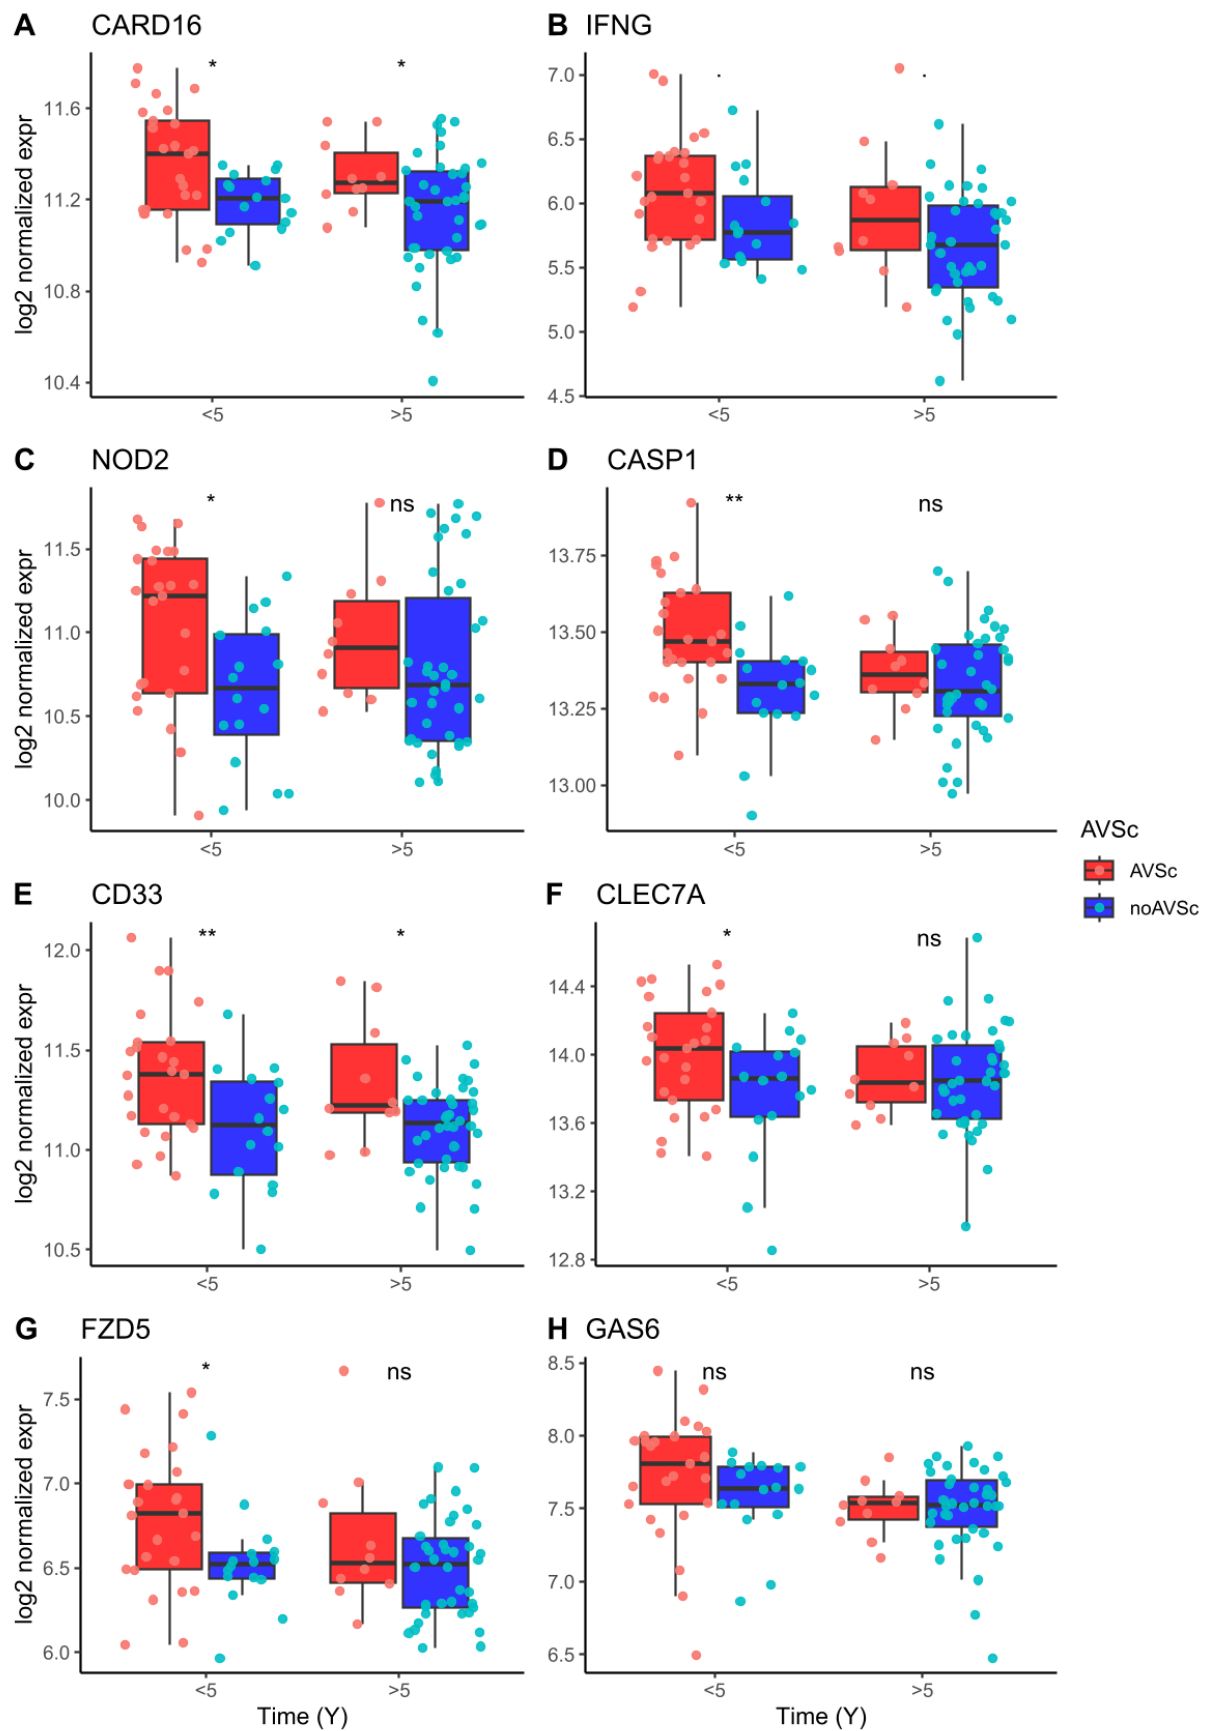 A CARD16
B IFNG
log2 normalized expr
11.6
11.2
10.8
10.4
* *
<5 >5
7.0
6.5
6.0
5.5
5.0
4.5
. .
<5 >5
C NOD2
D CASP1
log2 normalized expr
11.5
11.0
10.5
10.0
* ns
<5 >5
13.75
13.50
13.25
13.00
** ns
<5 >5
AVSc
AVSc
noAVSc
E CD33
F CLEC7A
log2 normalized expr
12.0
11.5
11.0
10.5
** *
<5 >5
14.4
14.0
13.6
13.2
12.8
* ns
<5 >5
G FZD5
H GAS6
log2 normalized expr
7.5
7.0
6.5
6.0
* ns
<5 >5
Time (Y)
8.5
8.0
7.5
7.0
6.5
ns ns
<5 >5
Time (Y)